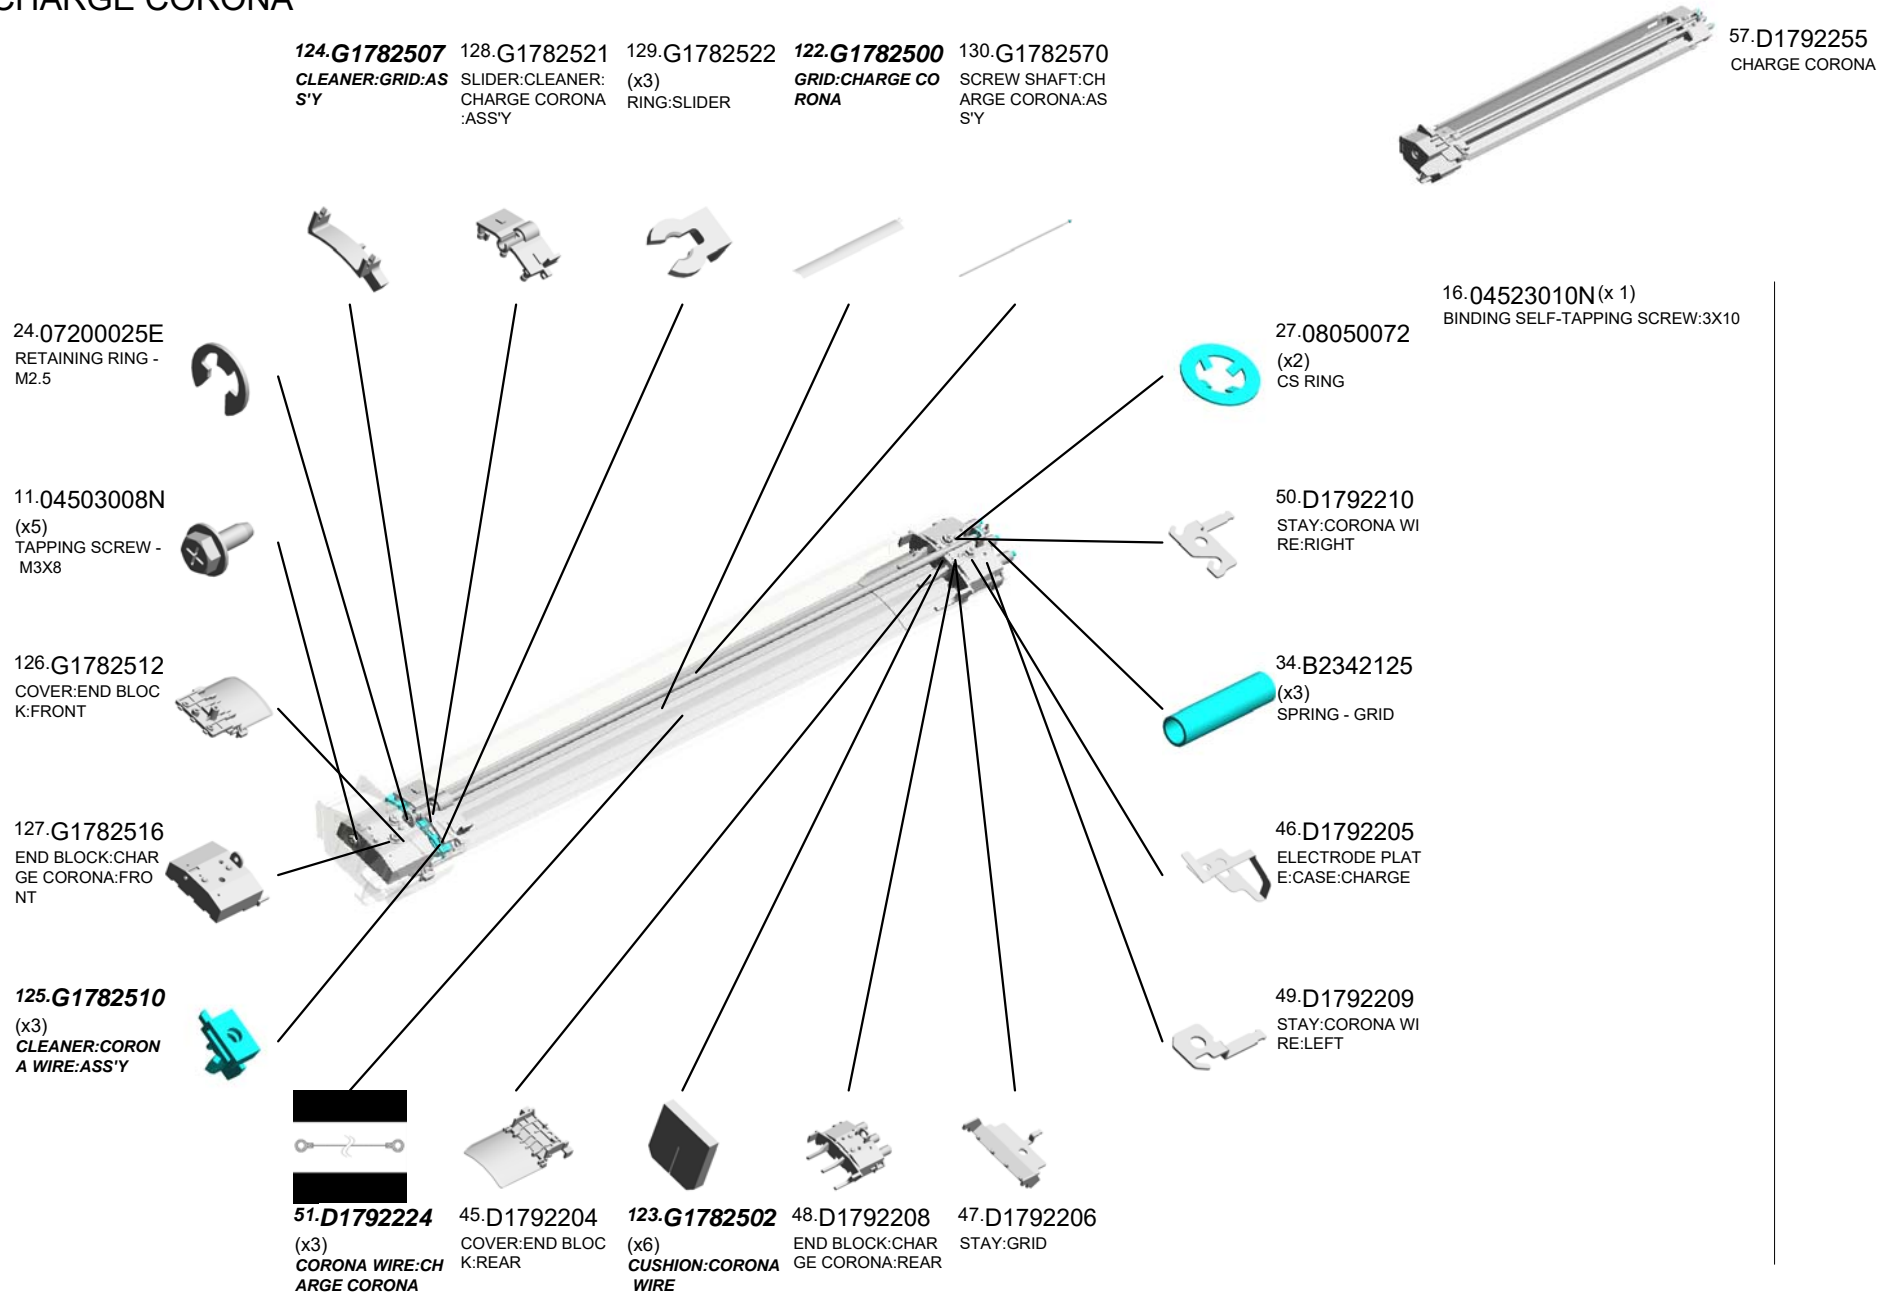 CHARGE CORONA
124.G1782507
CLEANER:GRID:AS
S'Y
128.G1782521
SLIDER:CLEANER:
CHARGE CORONA
:ASS'Y
129.G1782522
(x3)
RING:SLIDER
122.G1782500
GRID:CHARGE CO
RONA
130.G1782570
SCREW SHAFT:CH
ARGE CORONA:AS
S'Y
57.D1792255
CHARGE CORONA
16.04523010N(x 1)
BINDING SELF-TAPPING SCREW:3X10
24.07200025E
RETAINING RING -
M2.5
27.08050072
(x2)
CS RING
11.04503008N
(x5)
TAPPING SCREW -
M3X8
50.D1792210
STAY:CORONA WI
RE:RIGHT
126.G1782512
COVER:END BLOC
K:FRONT
34.B2342125
(x3)
SPRING - GRID
127.G1782516
END BLOCK:CHAR
GE CORONA:FRO
NT
46.D1792205
ELECTRODE PLAT
E:CASE:CHARGE
125.G1782510
(x3)
CLEANER:CORON
A WIRE:ASS'Y
49.D1792209
STAY:CORONA WI
RE:LEFT
51.D1792224
(x3)
CORONA WIRE:CH
ARGE CORONA
45.D1792204
COVER:END BLOC
K:REAR
123.G1782502
(x6)
CUSHION:CORONA
WIRE
48.D1792208
END BLOCK:CHAR
GE CORONA:REAR
47.D1792206
STAY:GRID